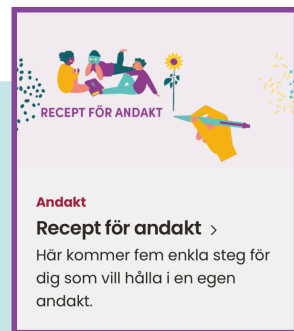 RECEPT FÖR ANDAKT
Andakt
Recept för andakt >
Här kommer fem enkla steg för
dig som vill hålla i en egen
andakt.